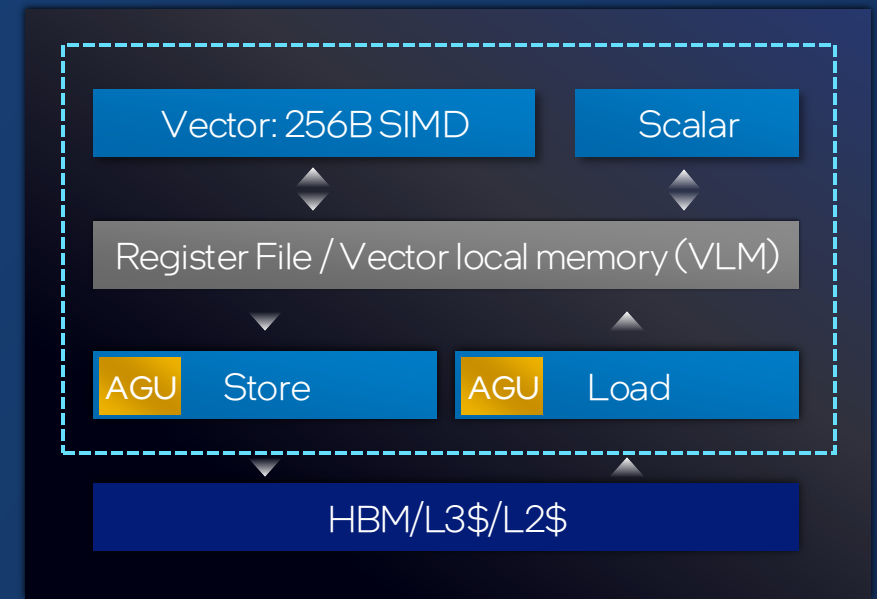 Vector: 256B SIMD
Scalar
Register File / Vector local memory (VLM)
AGU Store
AGU Load
HBM/L3$/L2$